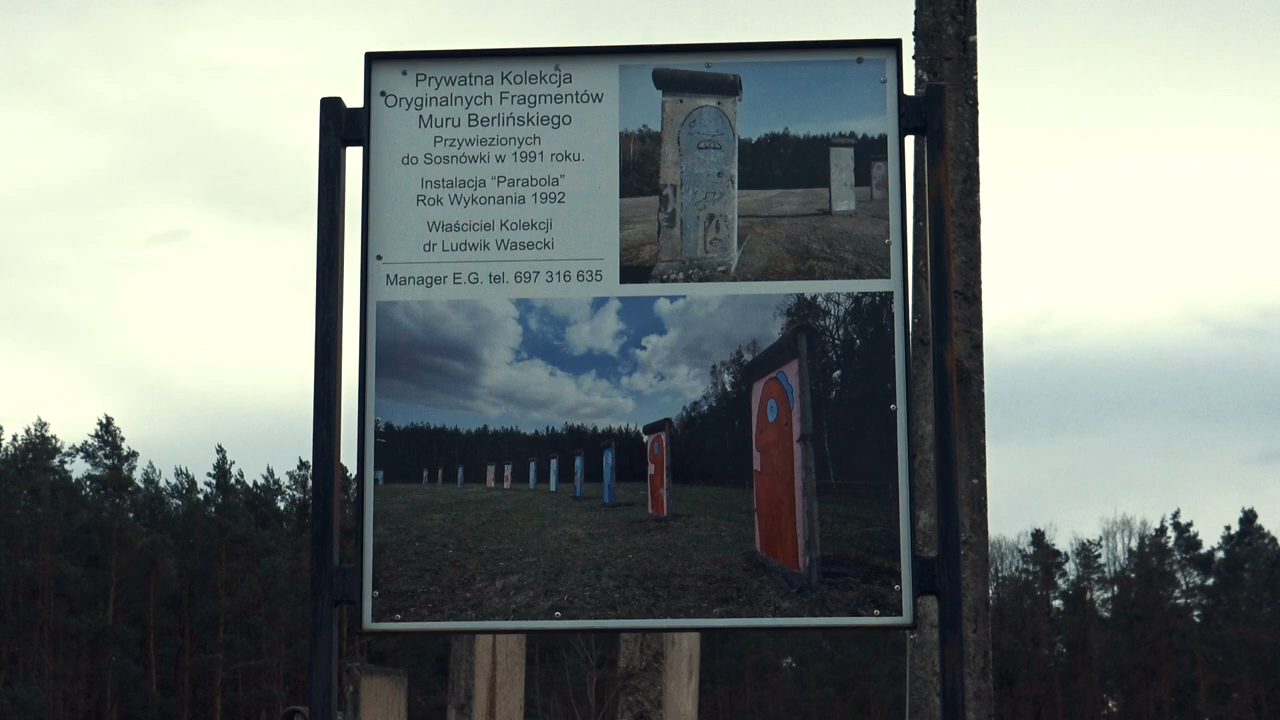 Prywatna Kolekcja
Oryginalnych Fragmentów
Muru Berlińskiego
Przywiezionych
do Sosnówki w 1991 roku.
Instalacja “Parabola”
Rok Wykonania 1992
Właściciel Kolekcji
dr Ludwik Wasecki
Manager E.G. tel. 697 316 635